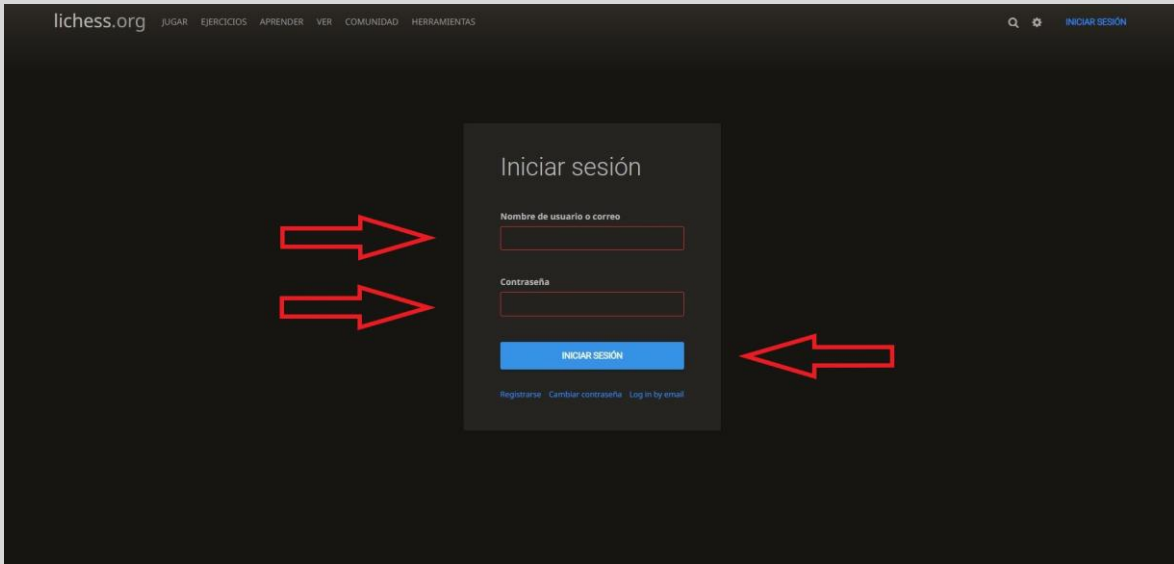 lichess.org JUGAR EJERCICIOS APRENDER VER COMUNIDAD HERRAMIENTAS INICIAR SESIÓN
Iniciar sesión
Nombre de usuario o correo
Contraseña
INICIAR SESIÓN
Registrarse Cambiar contraseña Log in by email